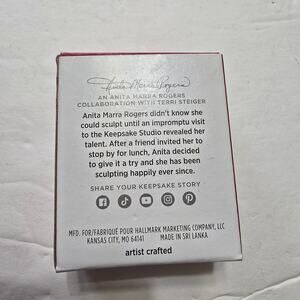 Anita Marra Rogers
AN ANITA MARRA ROGERS
COLLABORATION WITH TERRI STEIGER
Anita Marra Rogers didn't know she
could sculpt until an impromptu visit
to the Keepsake Studio revealed her
talent. After a friend invited her to
stop by for lunch, Anita decided
to give it a try and she has been
sculpting happily ever since.
SHARE YOUR KEEPSAKE STORY
MFD. FOR/FABRIQUÉ POUR HALLMARK MARKETING COMPANY, LLC
KANSAS CITY, MO 64141 MADE IN SRI LANKA
artist crafted